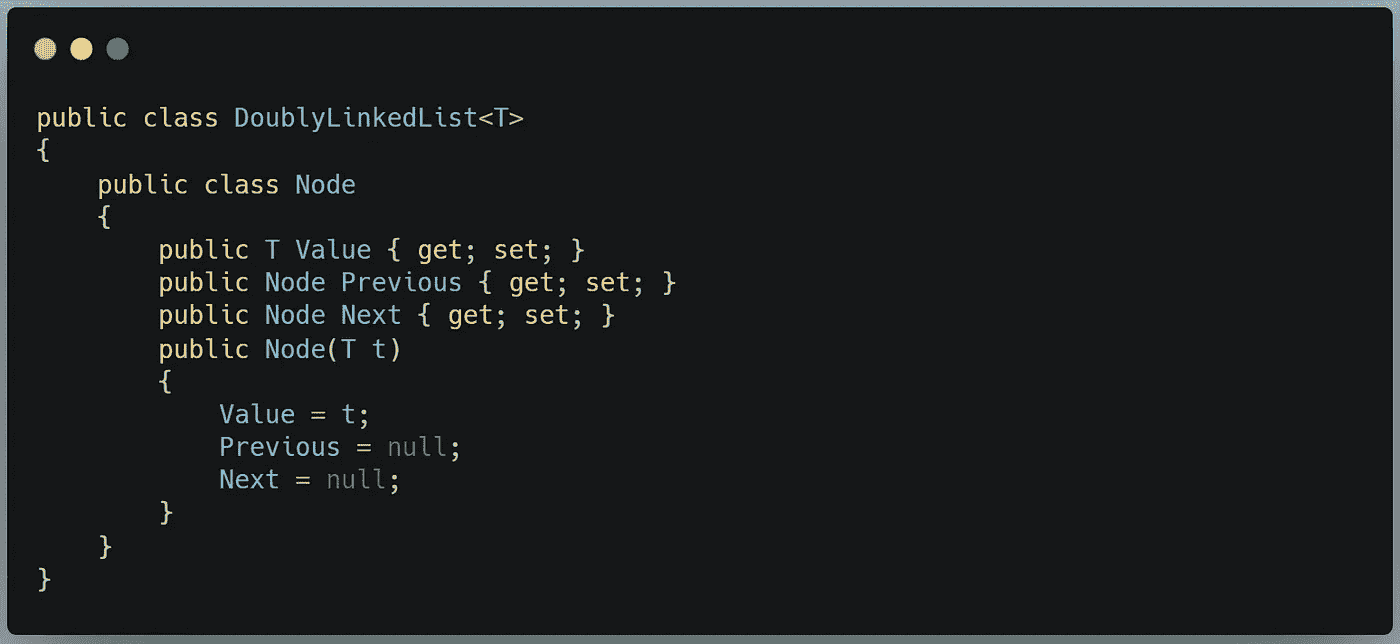 public class DoublyLinkedList<T>
{
    public class Node
    {
        public T Value { get; set; }
        public Node Previous { get; set; }
        public Node Next { get; set; }
        public Node(T t)
        {
            Value = t;
            Previous = null;
            Next = null;
        }
    }
}